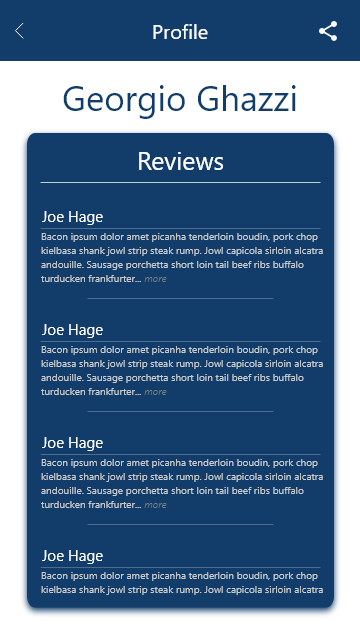 Profile
Georgio Ghazzi
Reviews
Joe Hage
Bacon ipsum dolor amet picanha tenderloin boudin, pork chop
kielbasa shank jowl strip steak rump. Jowl capicola sirloin alcatra
andouille. Sausage porchetta short loin tail beef ribs buffalo
turducken frankfurter... more
Joe Hage
Bacon ipsum dolor amet picanha tenderloin boudin, pork chop
kielbasa shank jowl strip steak rump. Jowl capicola sirloin alcatra
andouille. Sausage porchetta short loin tail beef ribs buffalo
turducken frankfurter... more
Joe Hage
Bacon ipsum dolor amet picanha tenderloin boudin, pork chop
kielbasa shank jowl strip steak rump. Jowl capicola sirloin alcatra
andouille. Sausage porchetta short loin tail beef ribs buffalo
turducken frankfurter... more
Joe Hage
Bacon ipsum dolor amet picanha tenderloin boudin, pork chop
kielbasa shank jowl strip steak rump. Jowl capicola sirloin alcatra